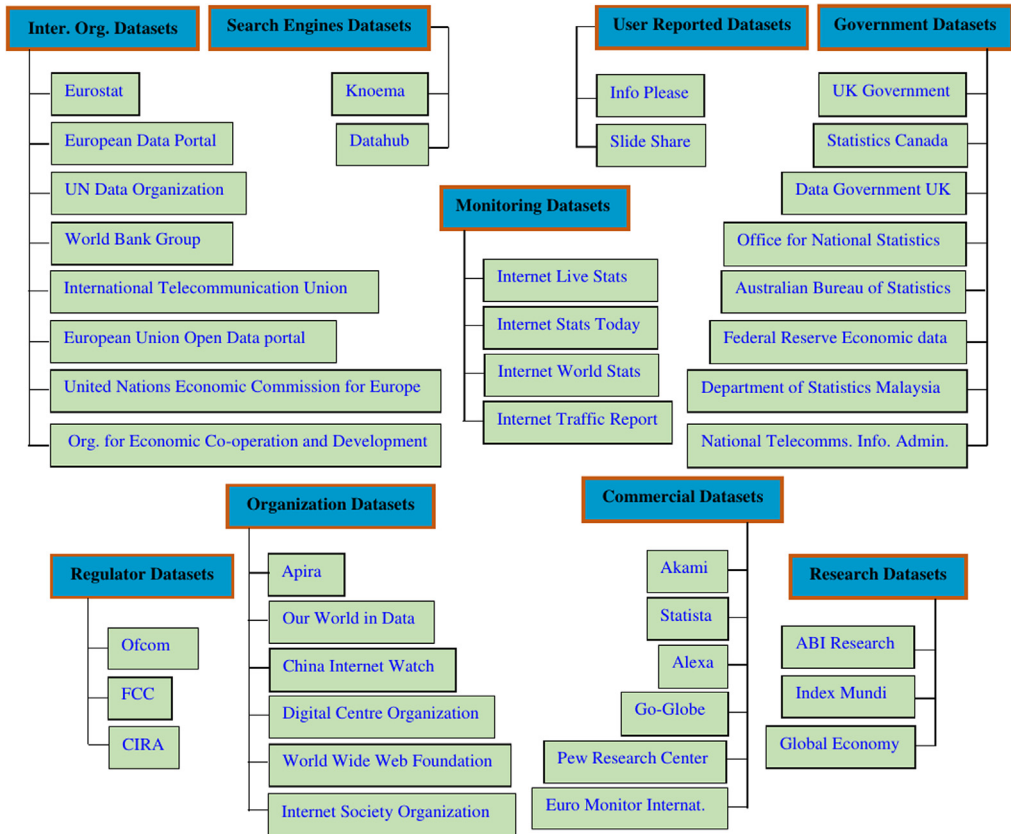 Inter. Org. Datasets
Eurostat
European Data Portal
UN Data Organization
World Bank Group
International Telecommunication Union
European Union Open Data portal
United Nations Economic Commission for Europe
Org. for Economic Co-operation and Development
Search Engines Datasets
Knoema
Datahub
User Reported Datasets
Info Please
Slide Share
Government Datasets
UK Government
Statistics Canada
Data Government UK
Office for National Statistics
Australian Bureau of Statistics
Federal Reserve Economic data
Department of Statistics Malaysia
National Telecomms. Info. Admin.
Monitoring Datasets
Internet Live Stats
Internet Stats Today
Internet World Stats
Internet Traffic Report
Regulator Datasets
Ofcom
FCC
CIRA
Organization Datasets
Apira
Our World in Data
China Internet Watch
Digital Centre Organization
World Wide Web Foundation
Internet Society Organization
Commercial Datasets
Akami
Statista
Alexa
Go-Globe
Pew Research Center
Euro Monitor Internat.
Research Datasets
ABI Research
Index Mundi
Global Economy